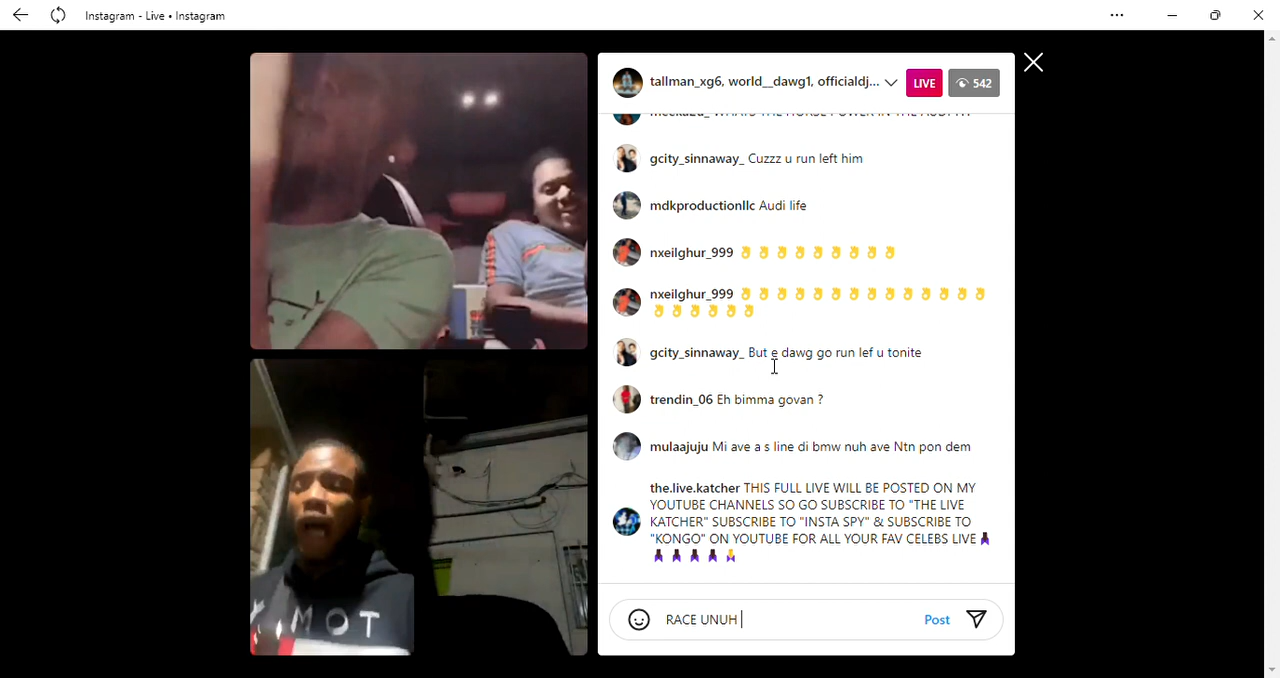 Instagram - Live • Instagram
tallman_xg6, world__dawg1, officialdj...
LIVE
542
gcity_sinnaway_ Cuzzz u run left him
mdkproductionllc Audi life
nxeilghur_999 👌👌👌👌👌👌👌👌👌
nxeilghur_999 👌👌👌👌👌👌👌👌👌👌👌👌👌👌
👌👌👌👌👌👌
gcity_sinnaway_ But e dawg go run lef u tonite
trendin_06 Eh bimma govan ?
mulaajuju Mi ave a s line di bmw nuh ave Ntn pon dem
the.live.katcher THIS FULL LIVE WILL BE POSTED ON MY
YOUTUBE CHANNELS SO GO SUBSCRIBE TO "THE LIVE
KATCHER" SUBSCRIBE TO "INSTA SPY" & SUBSCRIBE TO
"KONGO" ON YOUTUBE FOR ALL YOUR FAV CELEBS LIVE
RACE UNUH
Post
MOT